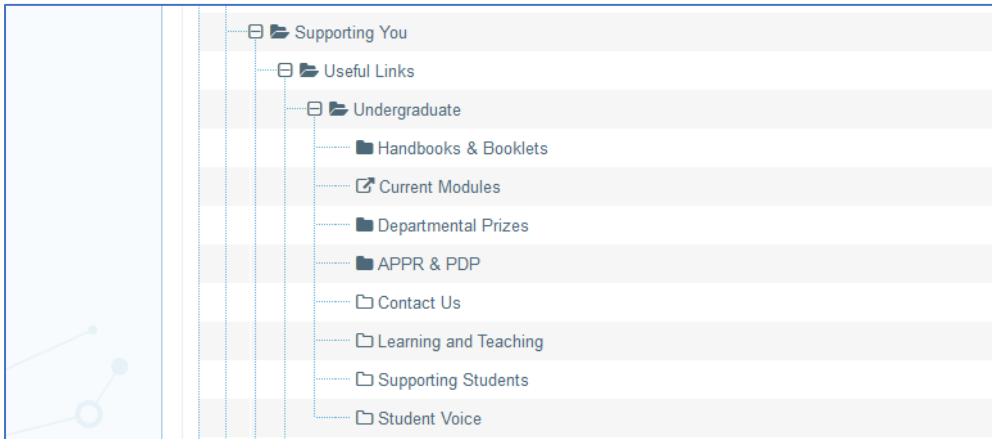 Supporting You
Useful Links
Undergraduate
Handbooks & Booklets
Current Modules
Departmental Prizes
APPR & PDP
Contact Us
Learning and Teaching
Supporting Students
Student Voice